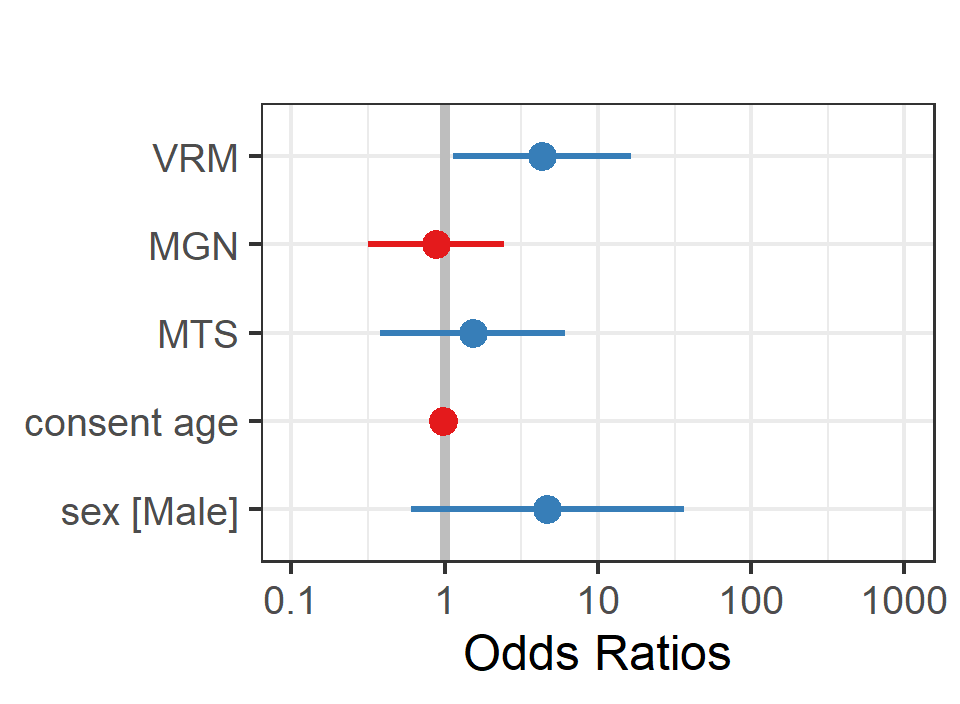 VRM
MGN
MTS
consent age
sex [Male]
0.1 1 10 100 1000
Odds Ratios